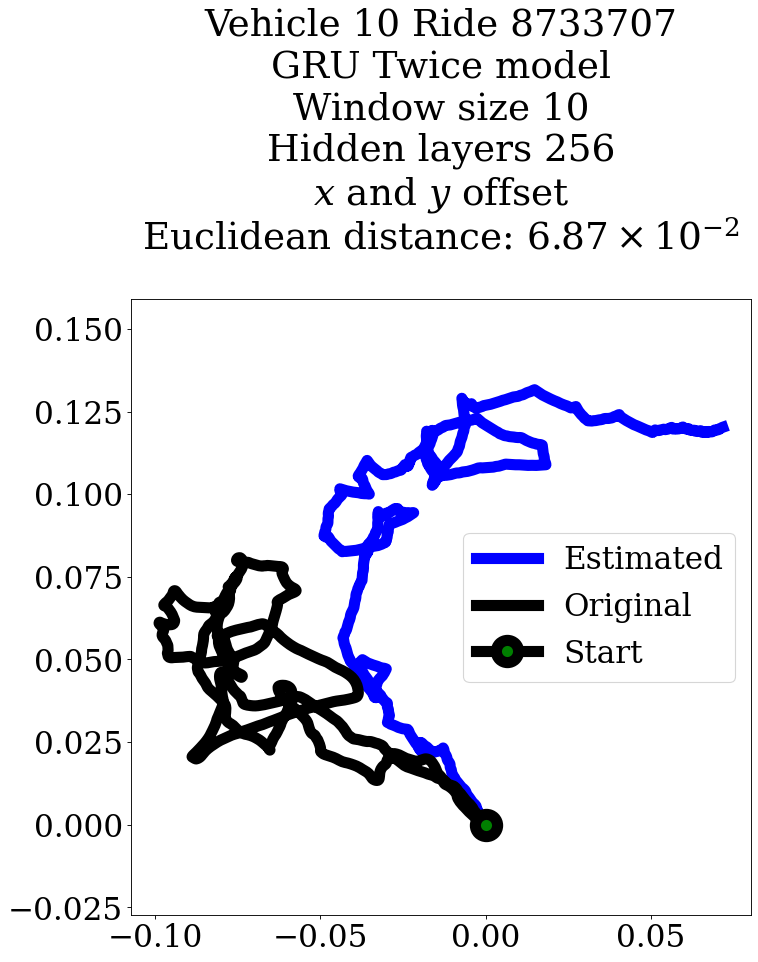 Vehicle 10 Ride 8733707
GRU Twice model
Window size 10
Hidden layers 256
x and y offset
Euclidean distance: 6.87 × 10⁻²
0.150
0.125
0.100
0.075
0.050
0.025
0.000
−0.025
Estimated
Original
Start
−0.10
−0.05
0.00
0.05